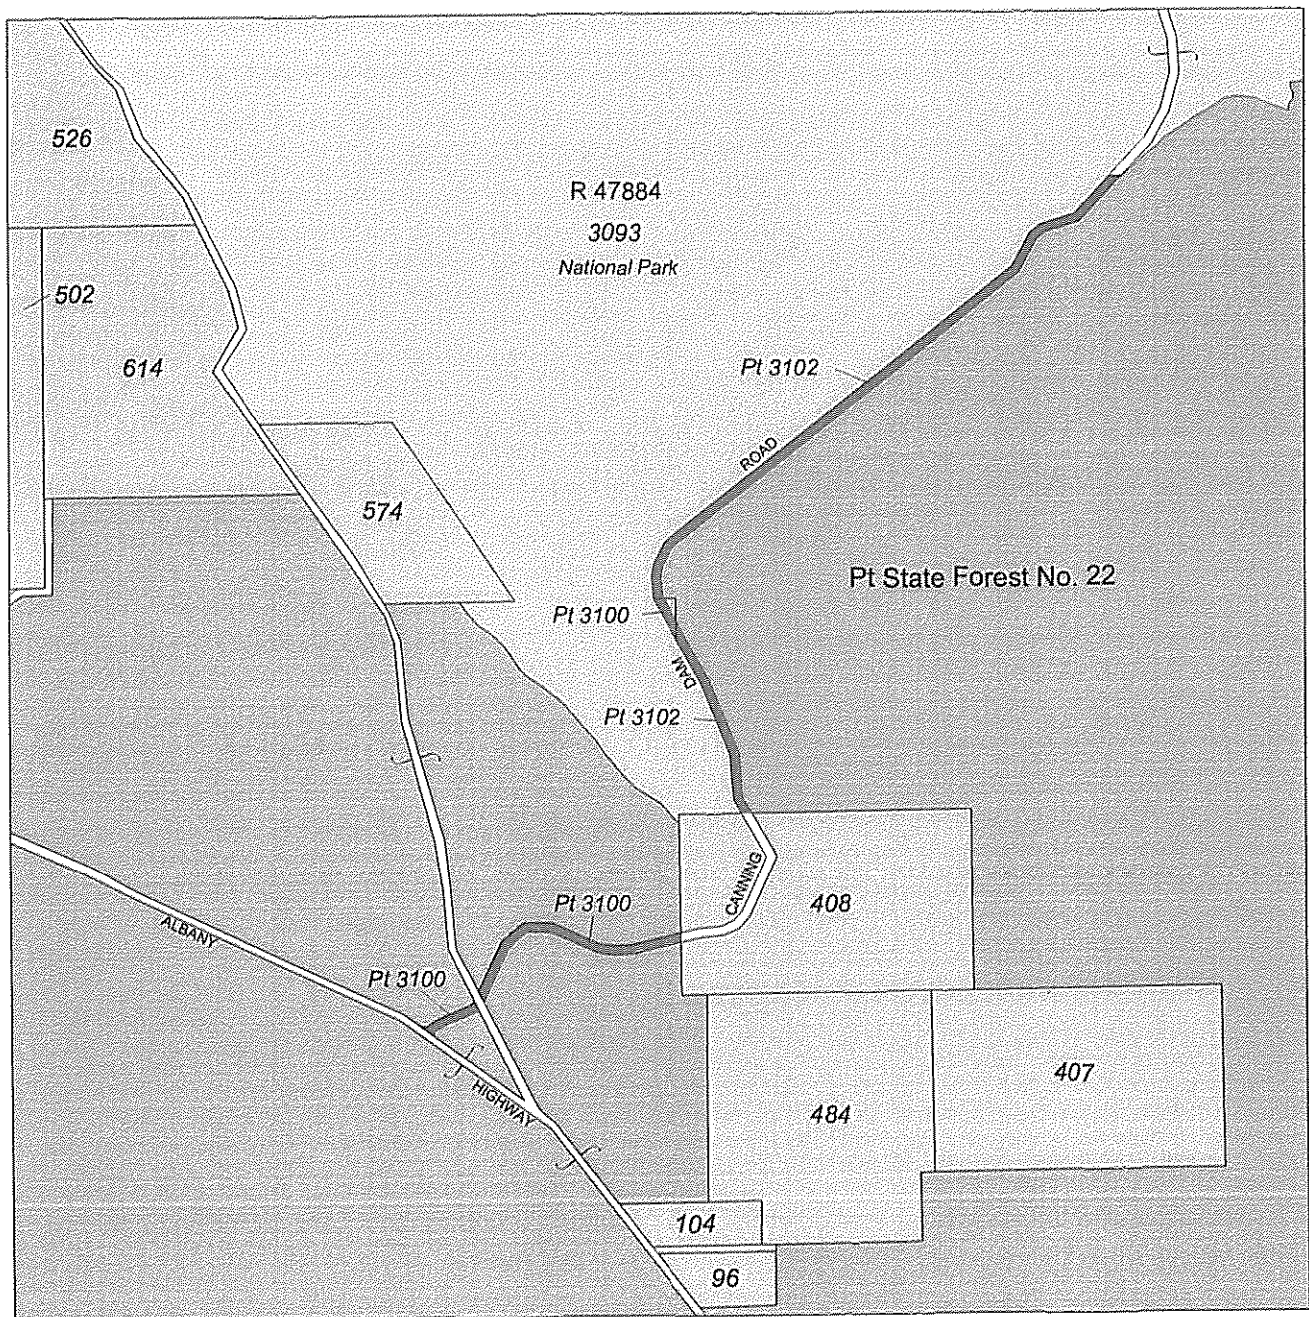 526
R 47884
3093
National Park
502
614
Pt 3102
ROAD
574
Pt State Forest No. 22
Pt 3100
DAM
Pt 3102
CANNING
408
Pt 3100
ALBANY
Pt 3100
HIGHWAY
407
484
104
96